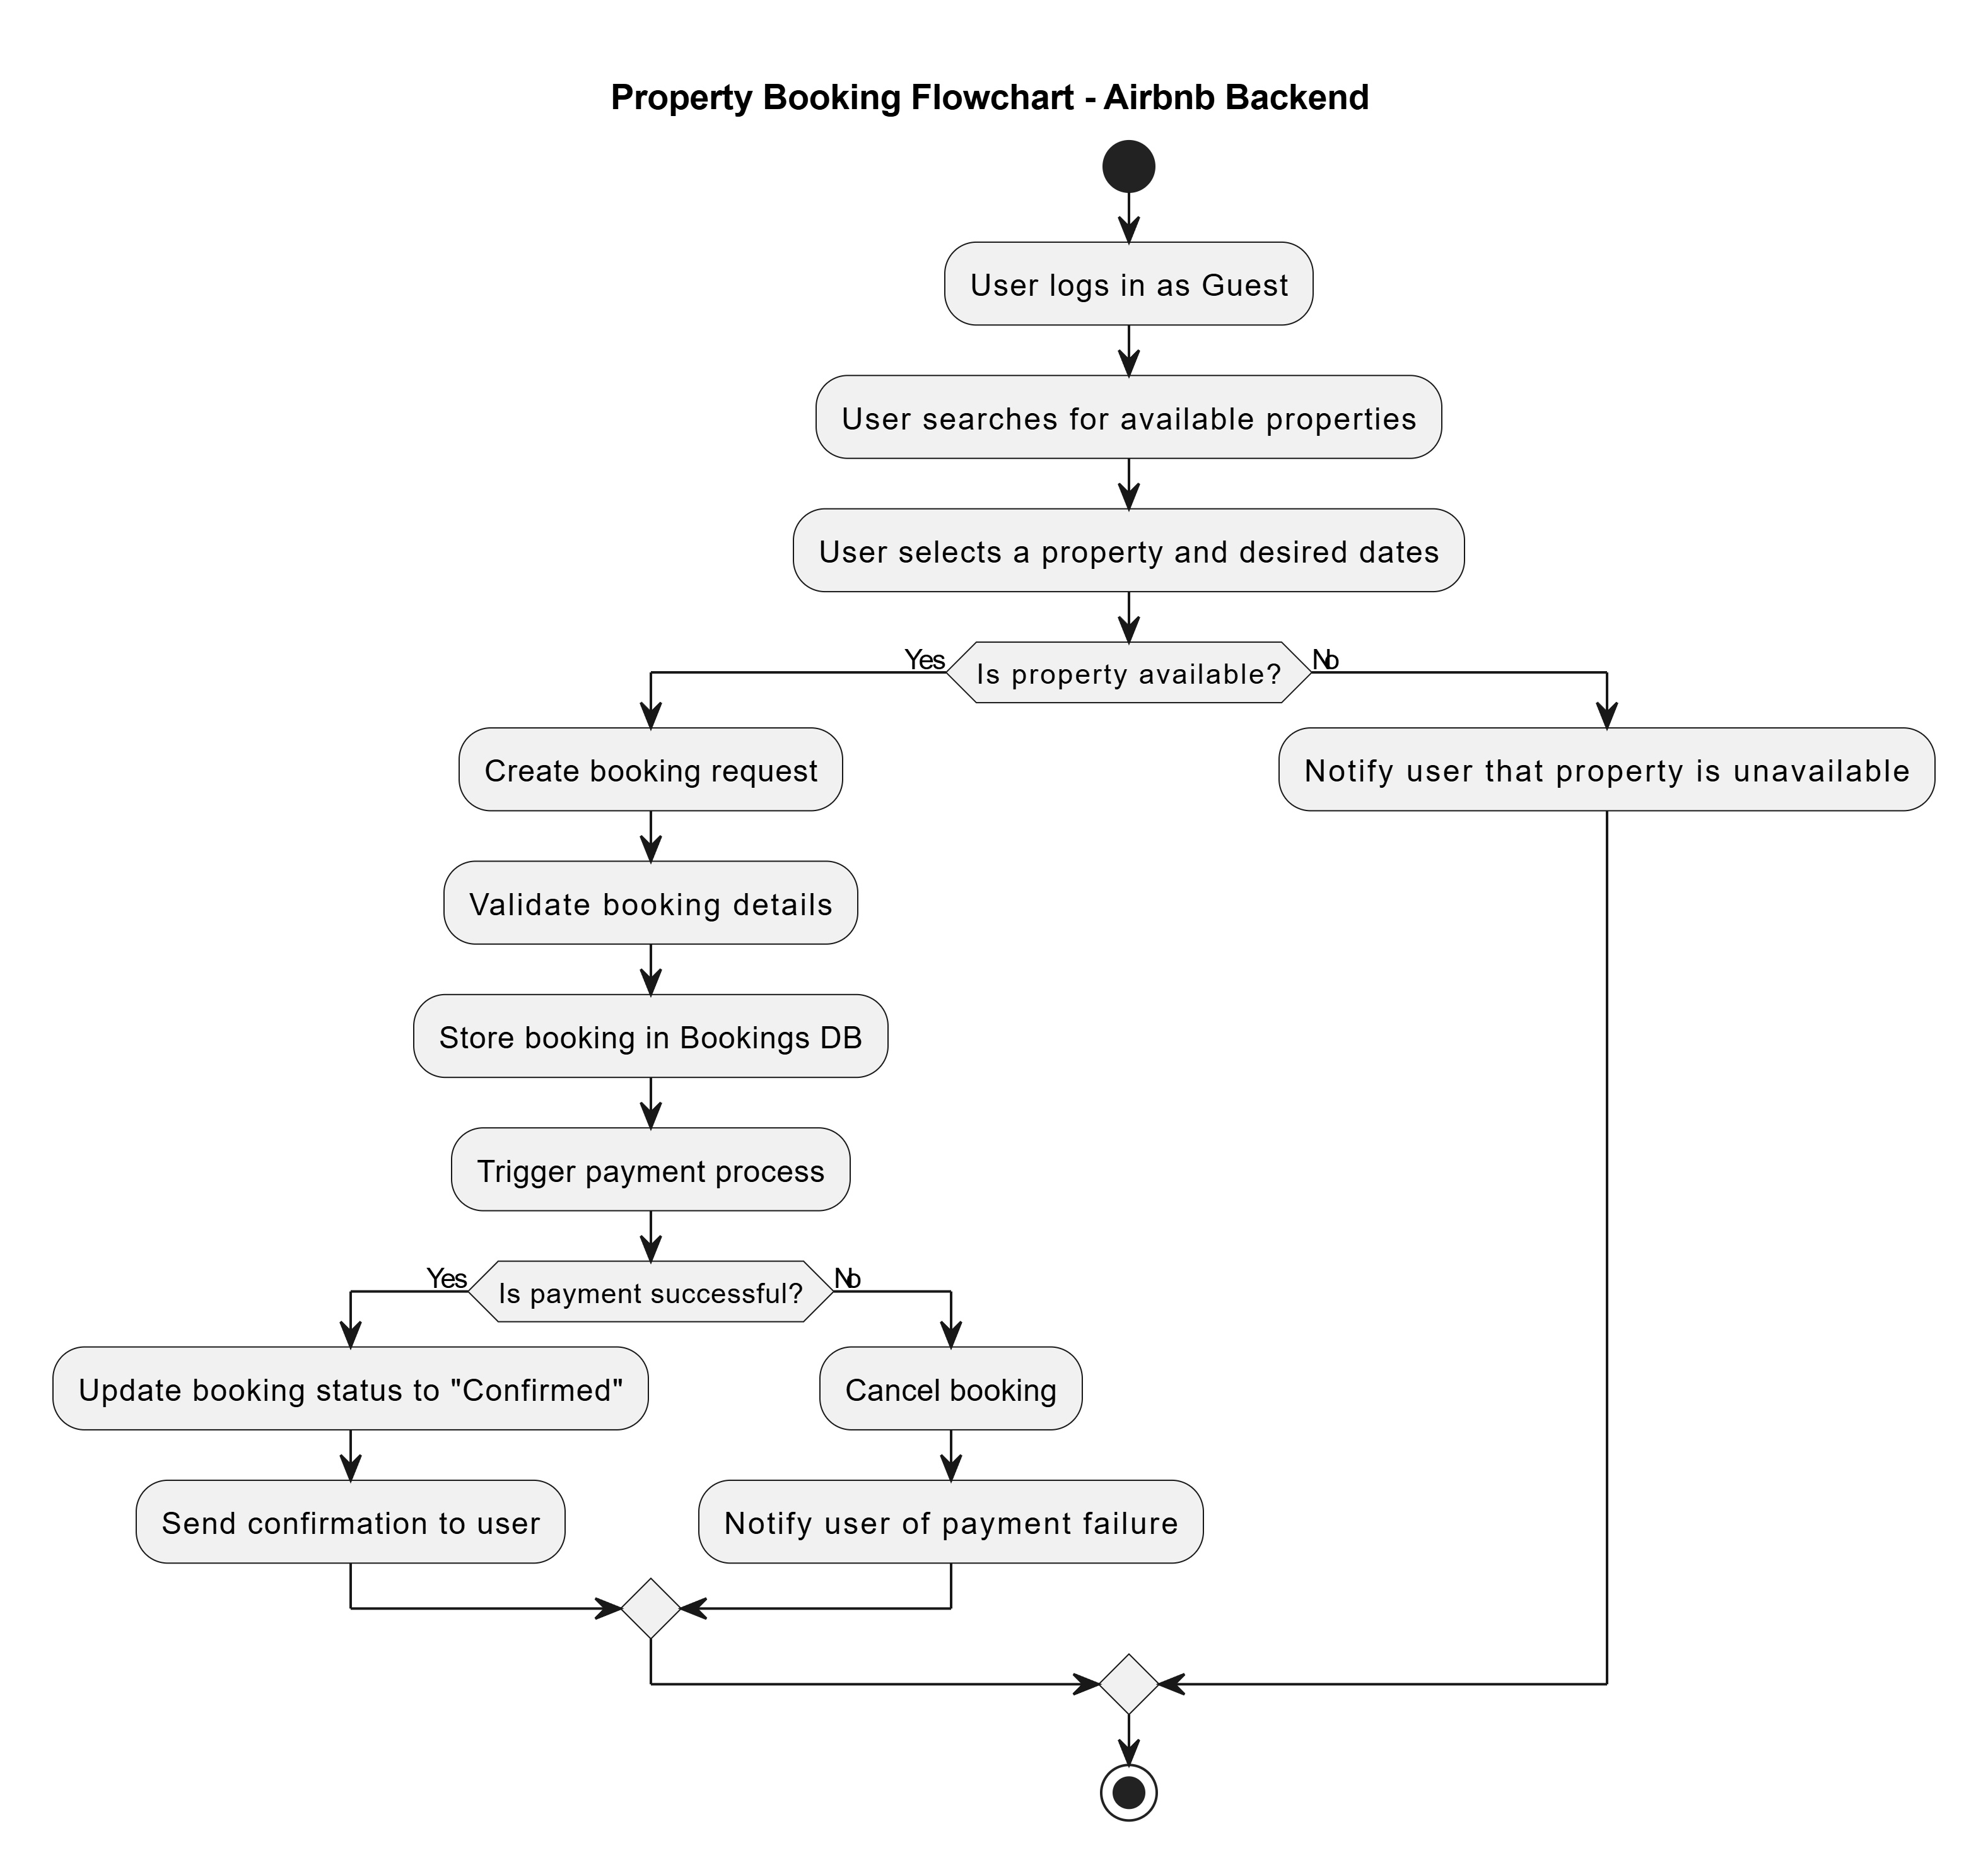 Property Booking Flowchart - Airbnb Backend
User logs in as Guest
User searches for available properties
User selects a property and desired dates
Is property available?
Yes
No
Create booking request
Notify user that property is unavailable
Validate booking details
Store booking in Bookings DB
Trigger payment process
Is payment successful?
Yes
No
Update booking status to "Confirmed"
Cancel booking
Send confirmation to user
Notify user of payment failure